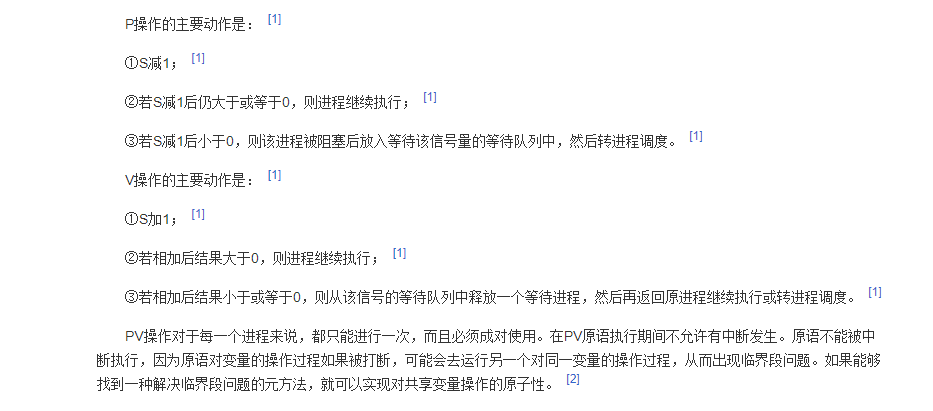 P操作的主要动作是： [1]
①S减1； [1]
②若S减1后仍大于或等于0，则进程继续执行； [1]
③若S减1后小于0，则该进程被阻塞后放入等待该信号量的等待队列中，然后转进程调度。 [1]
V操作的主要动作是： [1]
①S加1； [1]
②若相加后结果大于0，则进程继续执行； [1]
③若相加后结果小于或等于0，则从该信号的等待队列中释放一个等待进程，然后再返回原进程继续执行或转进程调度。 [1]
PV操作对于每一个进程来说，都只能进行一次，而且必须成对使用。在PV原语执行期间不允许有中断发生。原语不能被中
断执行，因为原语对变量的操作过程如果被打断，可能会去运行另一个对同一变量的操作过程，从而出现临界段问题。如果能够
找到一种解决临界段问题的元方法，就可以实现对共享变量操作的原子性。 [2]